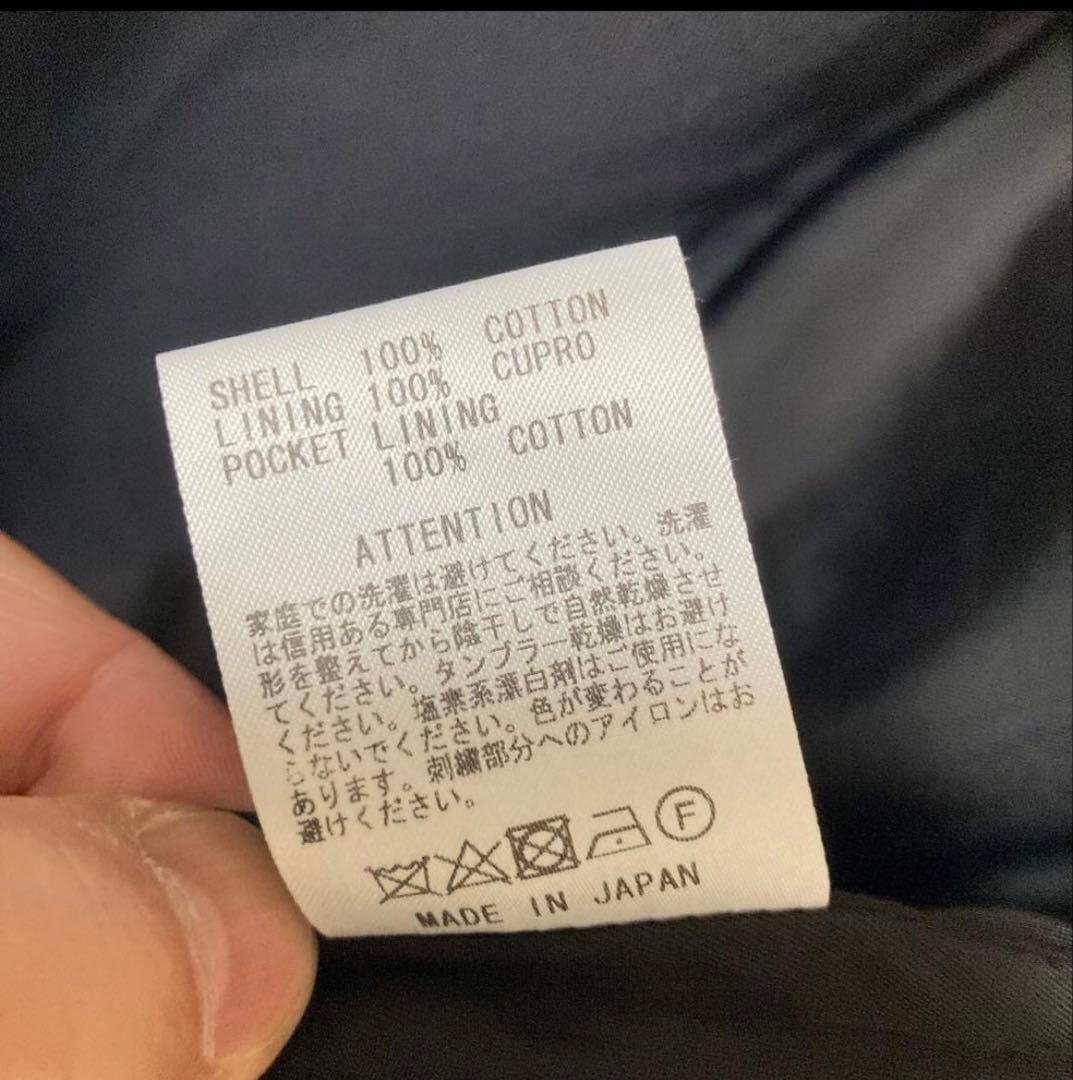 SHELL 100% COTTON
LINING 100% CUPRO
POCKET LINING
100% COTTON
ATTENTION
家庭での洗濯は避けてください。洗濯
は信用ある専門店にご相談ください。
形を整えてから陰干しで自然乾燥させ
てください。タンブラー乾燥はお避け
ください。塩素系漂白剤はご使用にな
らないでください。色が変わることが
あります。刺繍部分へのアイロンはお
避けください。
F
MADE IN JAPAN